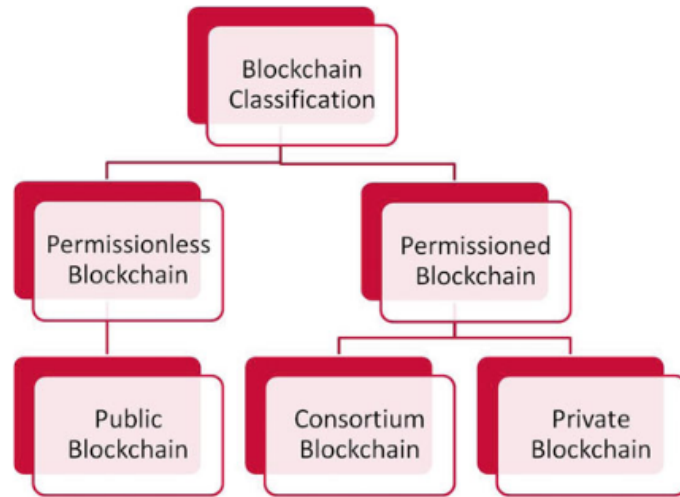 Blockchain
Classification
Permissionless
Blockchain
Permissioned
Blockchain
Public
Blockchain
Consortium
Blockchain
Private
Blockchain